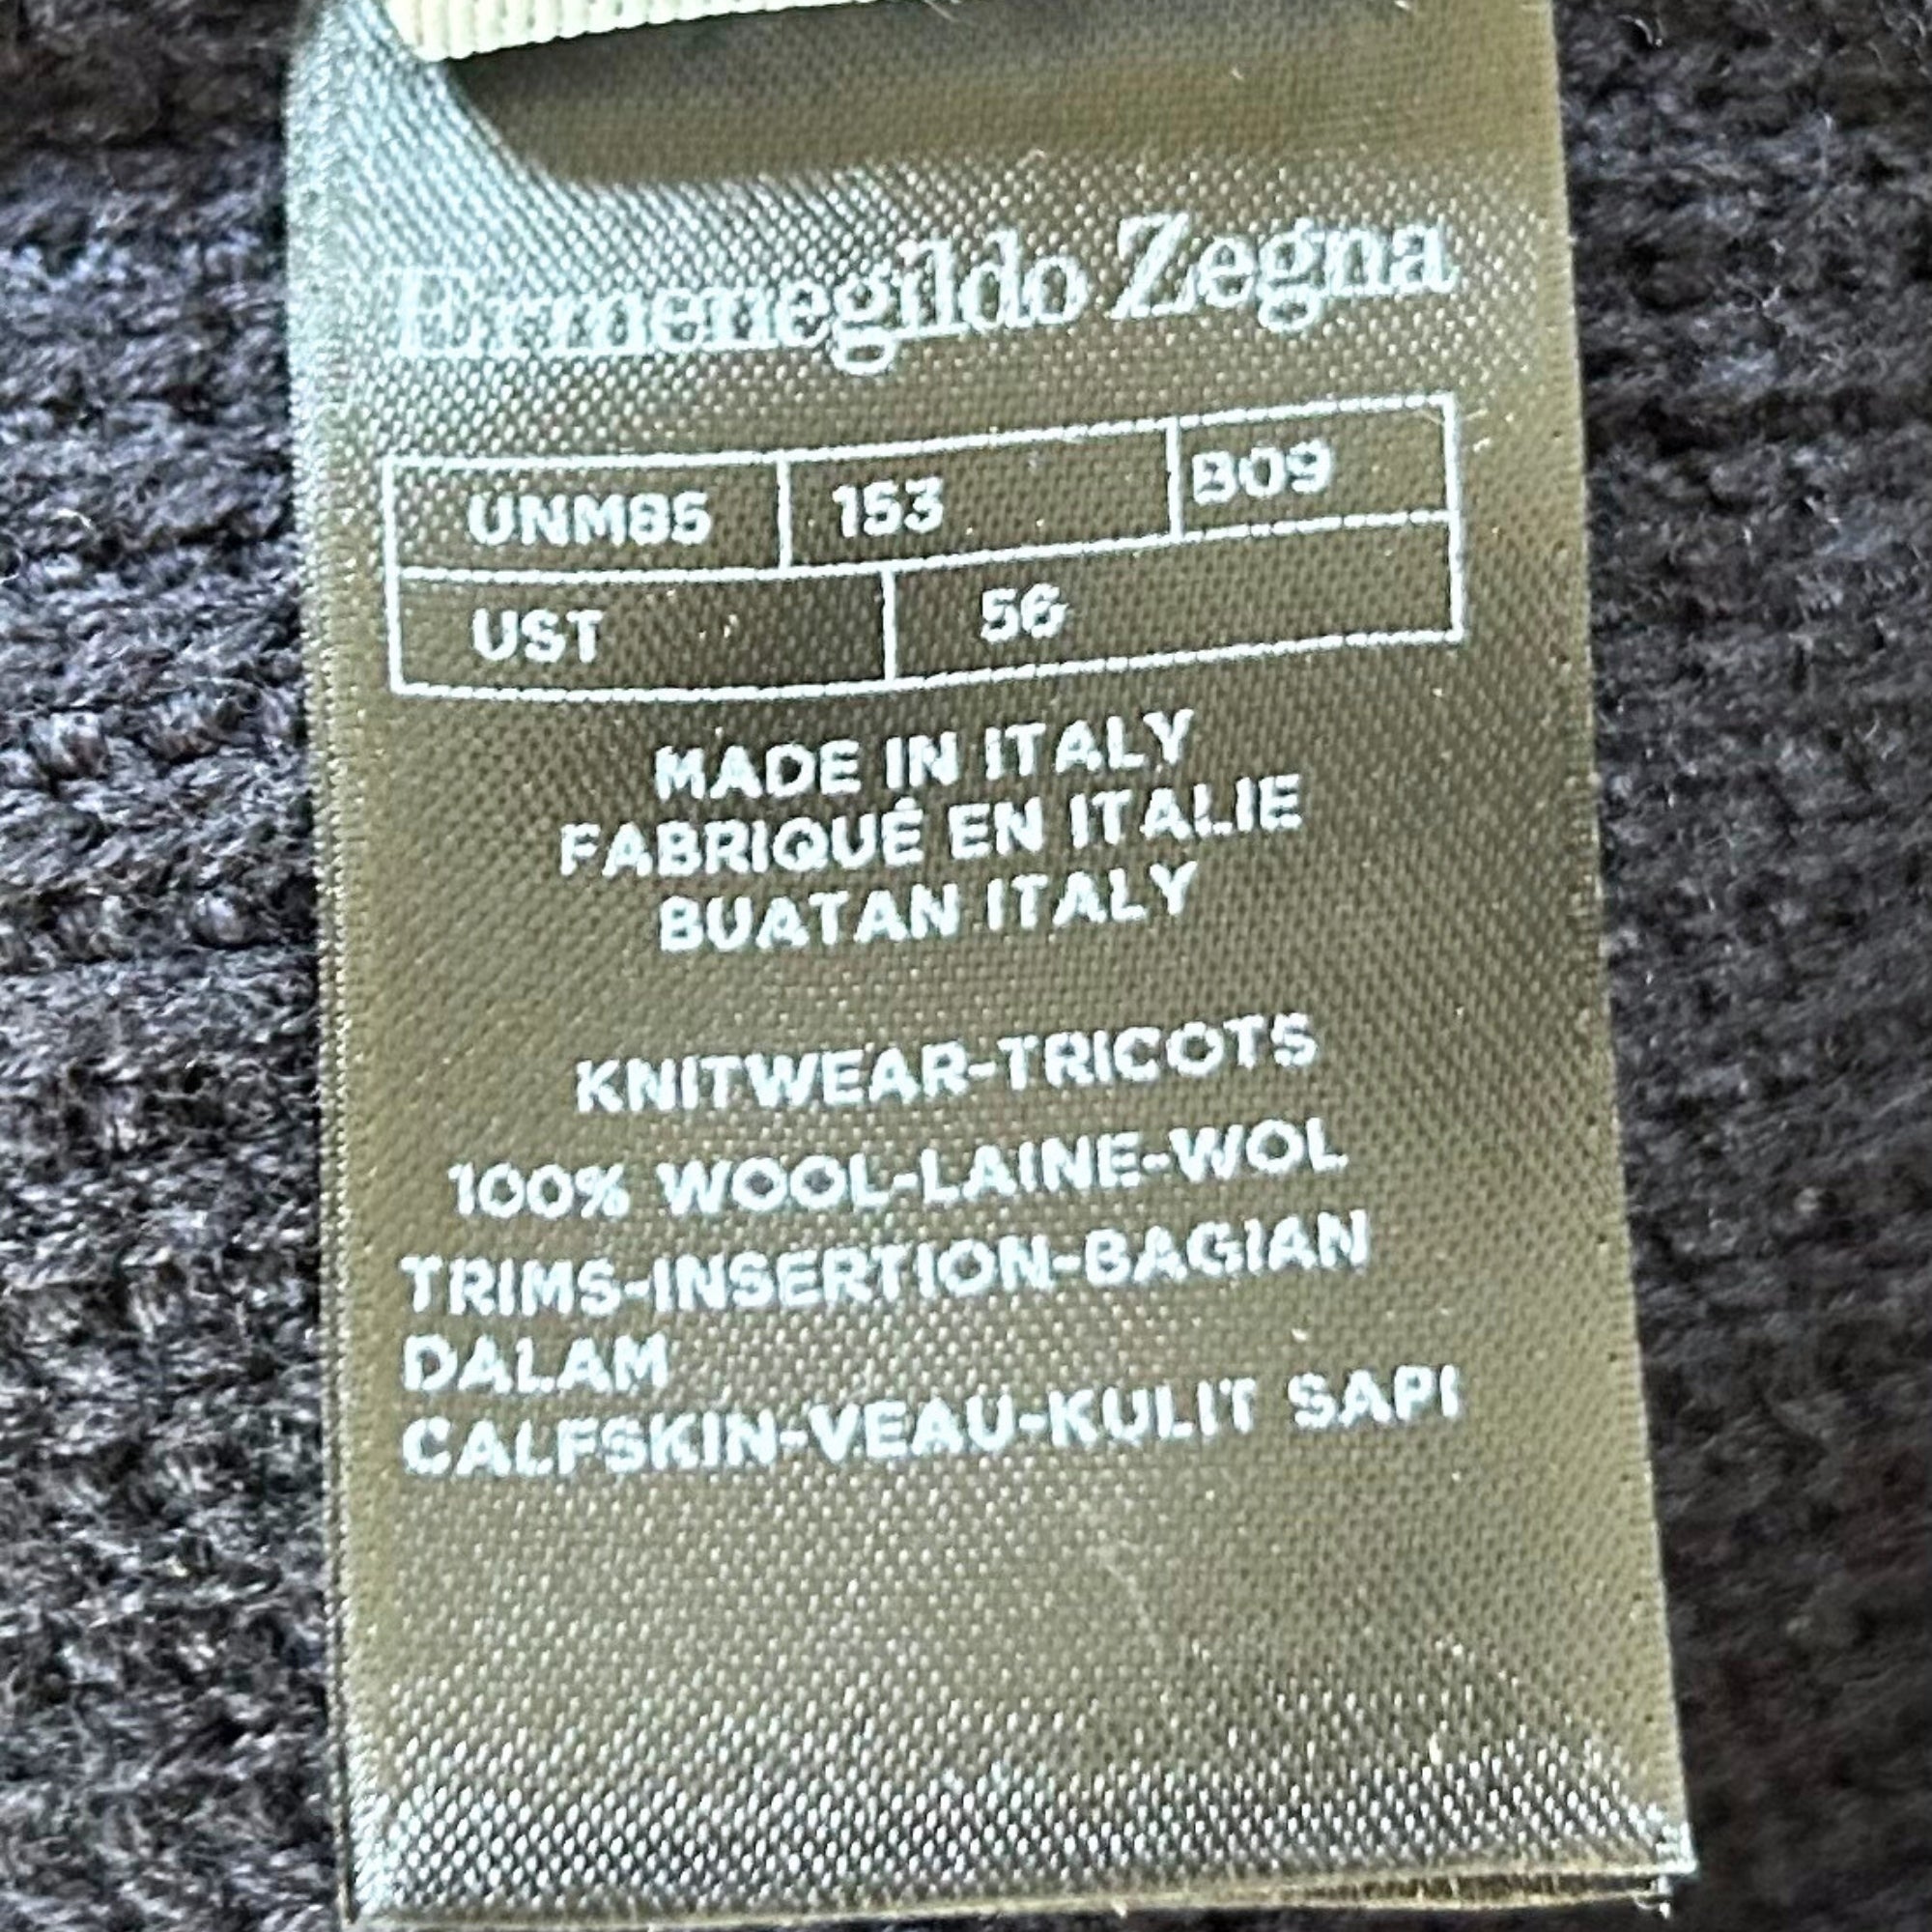 Ermenegildo Zegna
UNM85 153 B09
UST 56
MADE IN ITALY
FABRIQUÉ EN ITALIE
BUATAN ITALY
KNITWEAR-TRICOTS
100% WOOL-LAINE-WOL
TRIMS-INSERTION-BAGIAN
DALAM
CALFSKIN-VEAU-KULIT SAPI